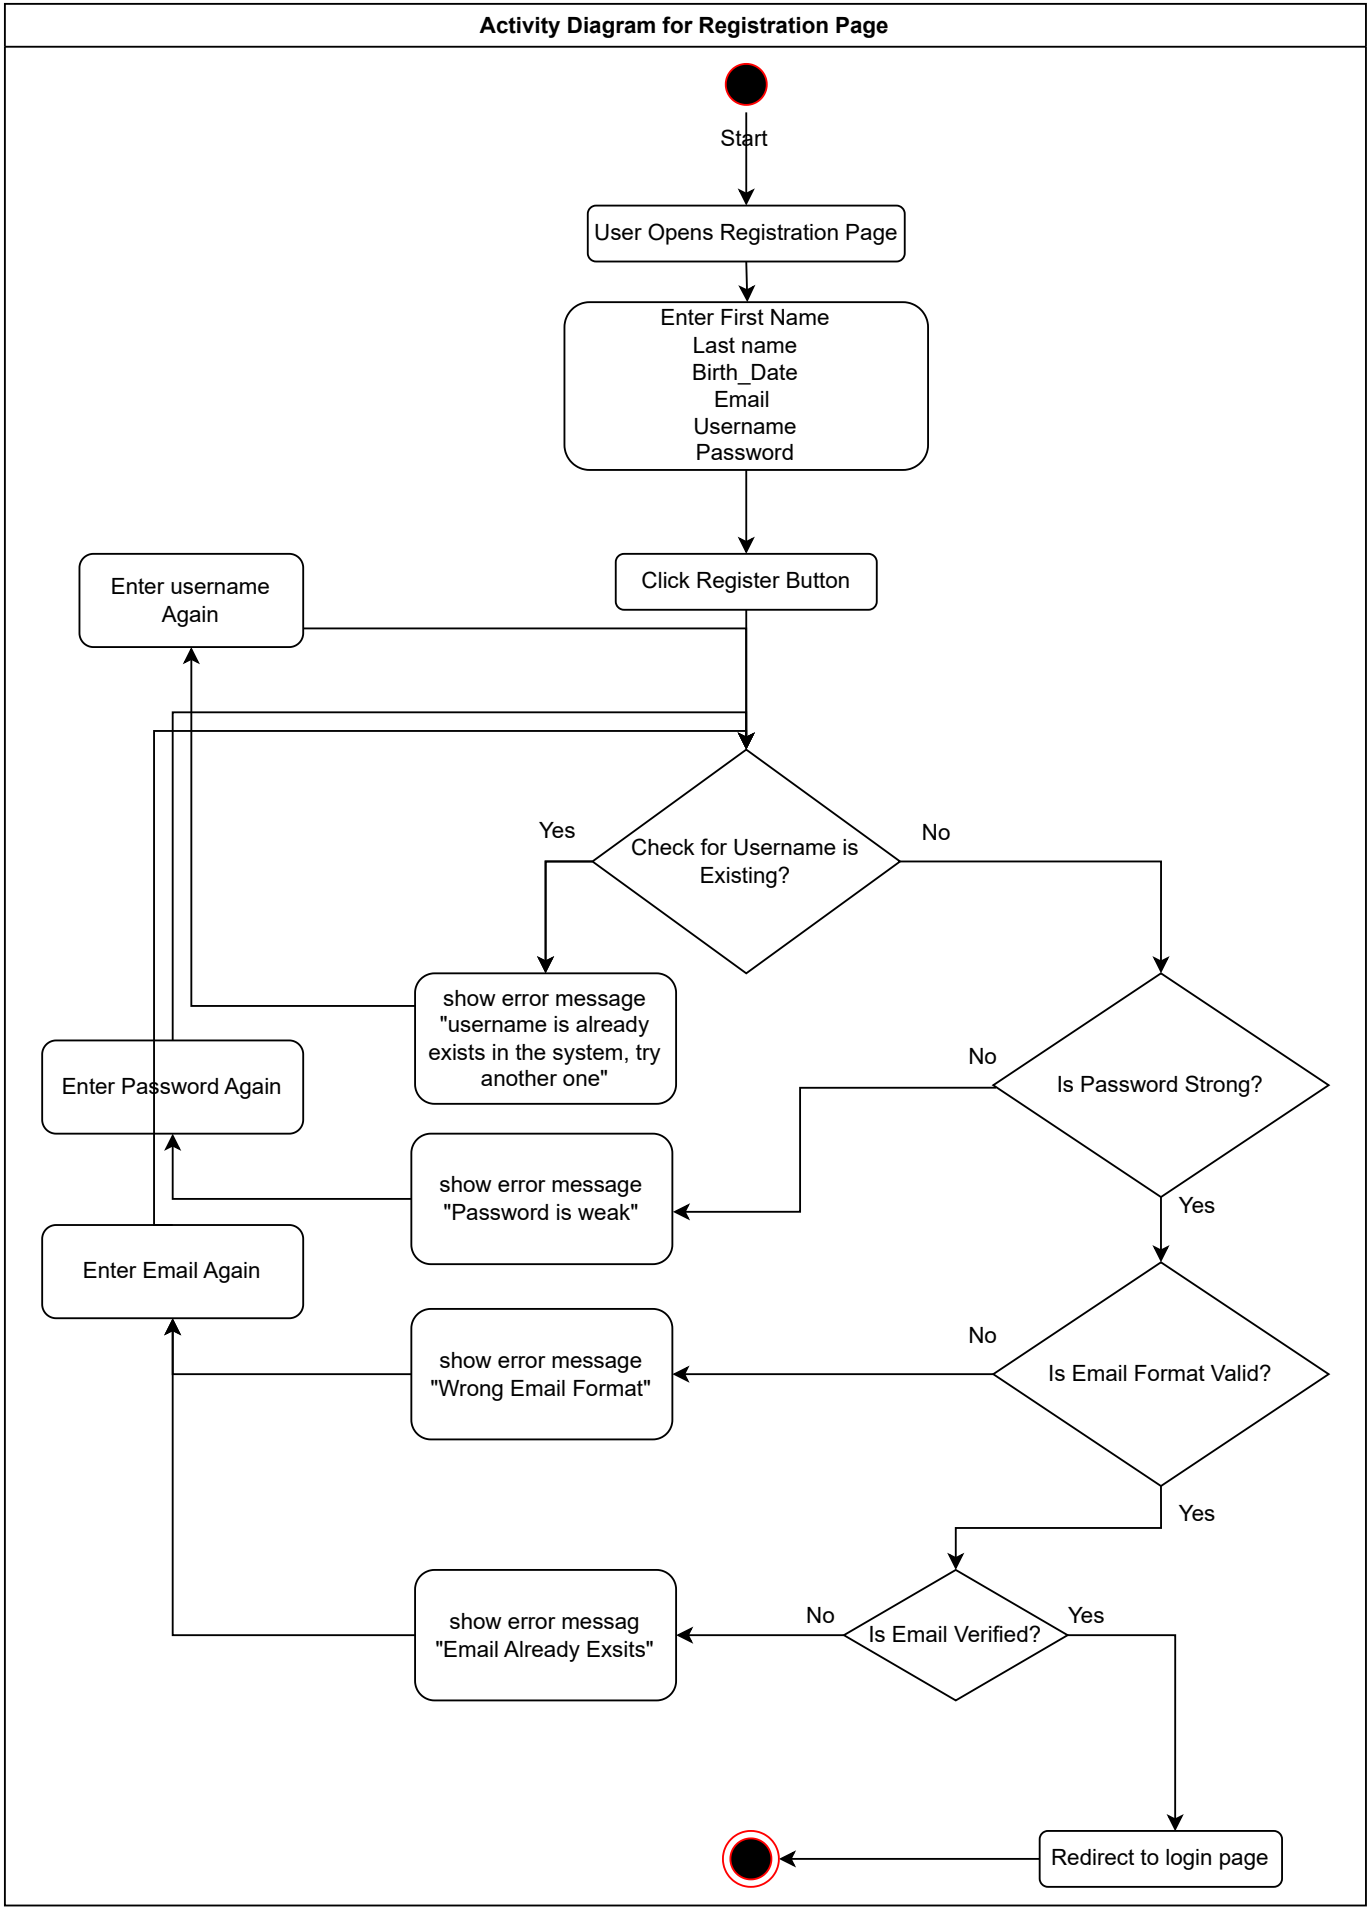 Activity Diagram for Registration Page
Start
User Opens Registration Page
Enter First Name
Last name
Birth_Date
Email
Username
Password
Click Register Button
Enter username
Again
Yes
No
Check for Username is
Existing?
show error message
"username is already
exists in the system, try
another one"
No
Is Password Strong?
Enter Password Again
show error message
"Password is weak"
Yes
Enter Email Again
No
show error message
"Wrong Email Format"
Is Email Format Valid?
Yes
show error messag
"Email Already Exsits"
No
Is Email Verified?
Yes
Redirect to login page